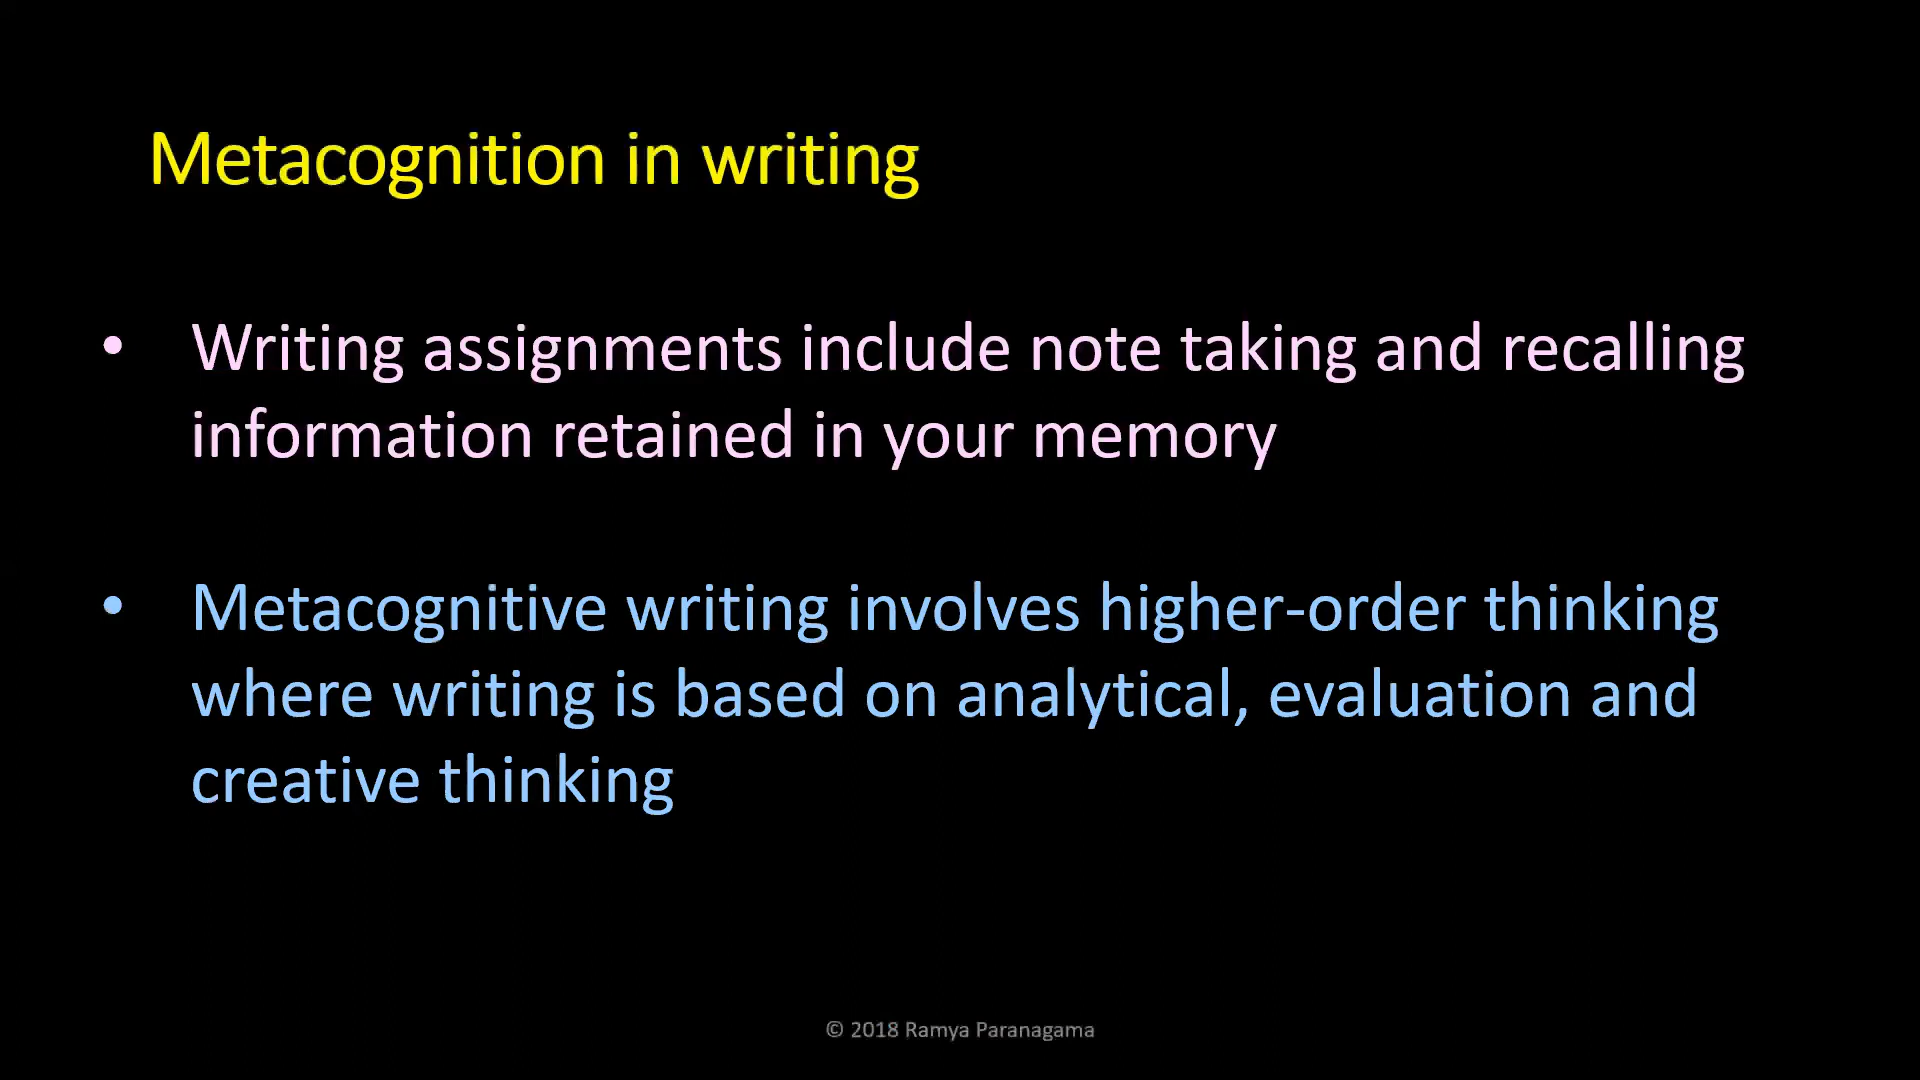 Metacognition in writing
• Writing assignments include note taking and recalling
information retained in your memory
• Metacognitive writing involves higher-order thinking
where writing is based on analytical, evaluation and
creative thinking
© 2018 Ramya Paranagama